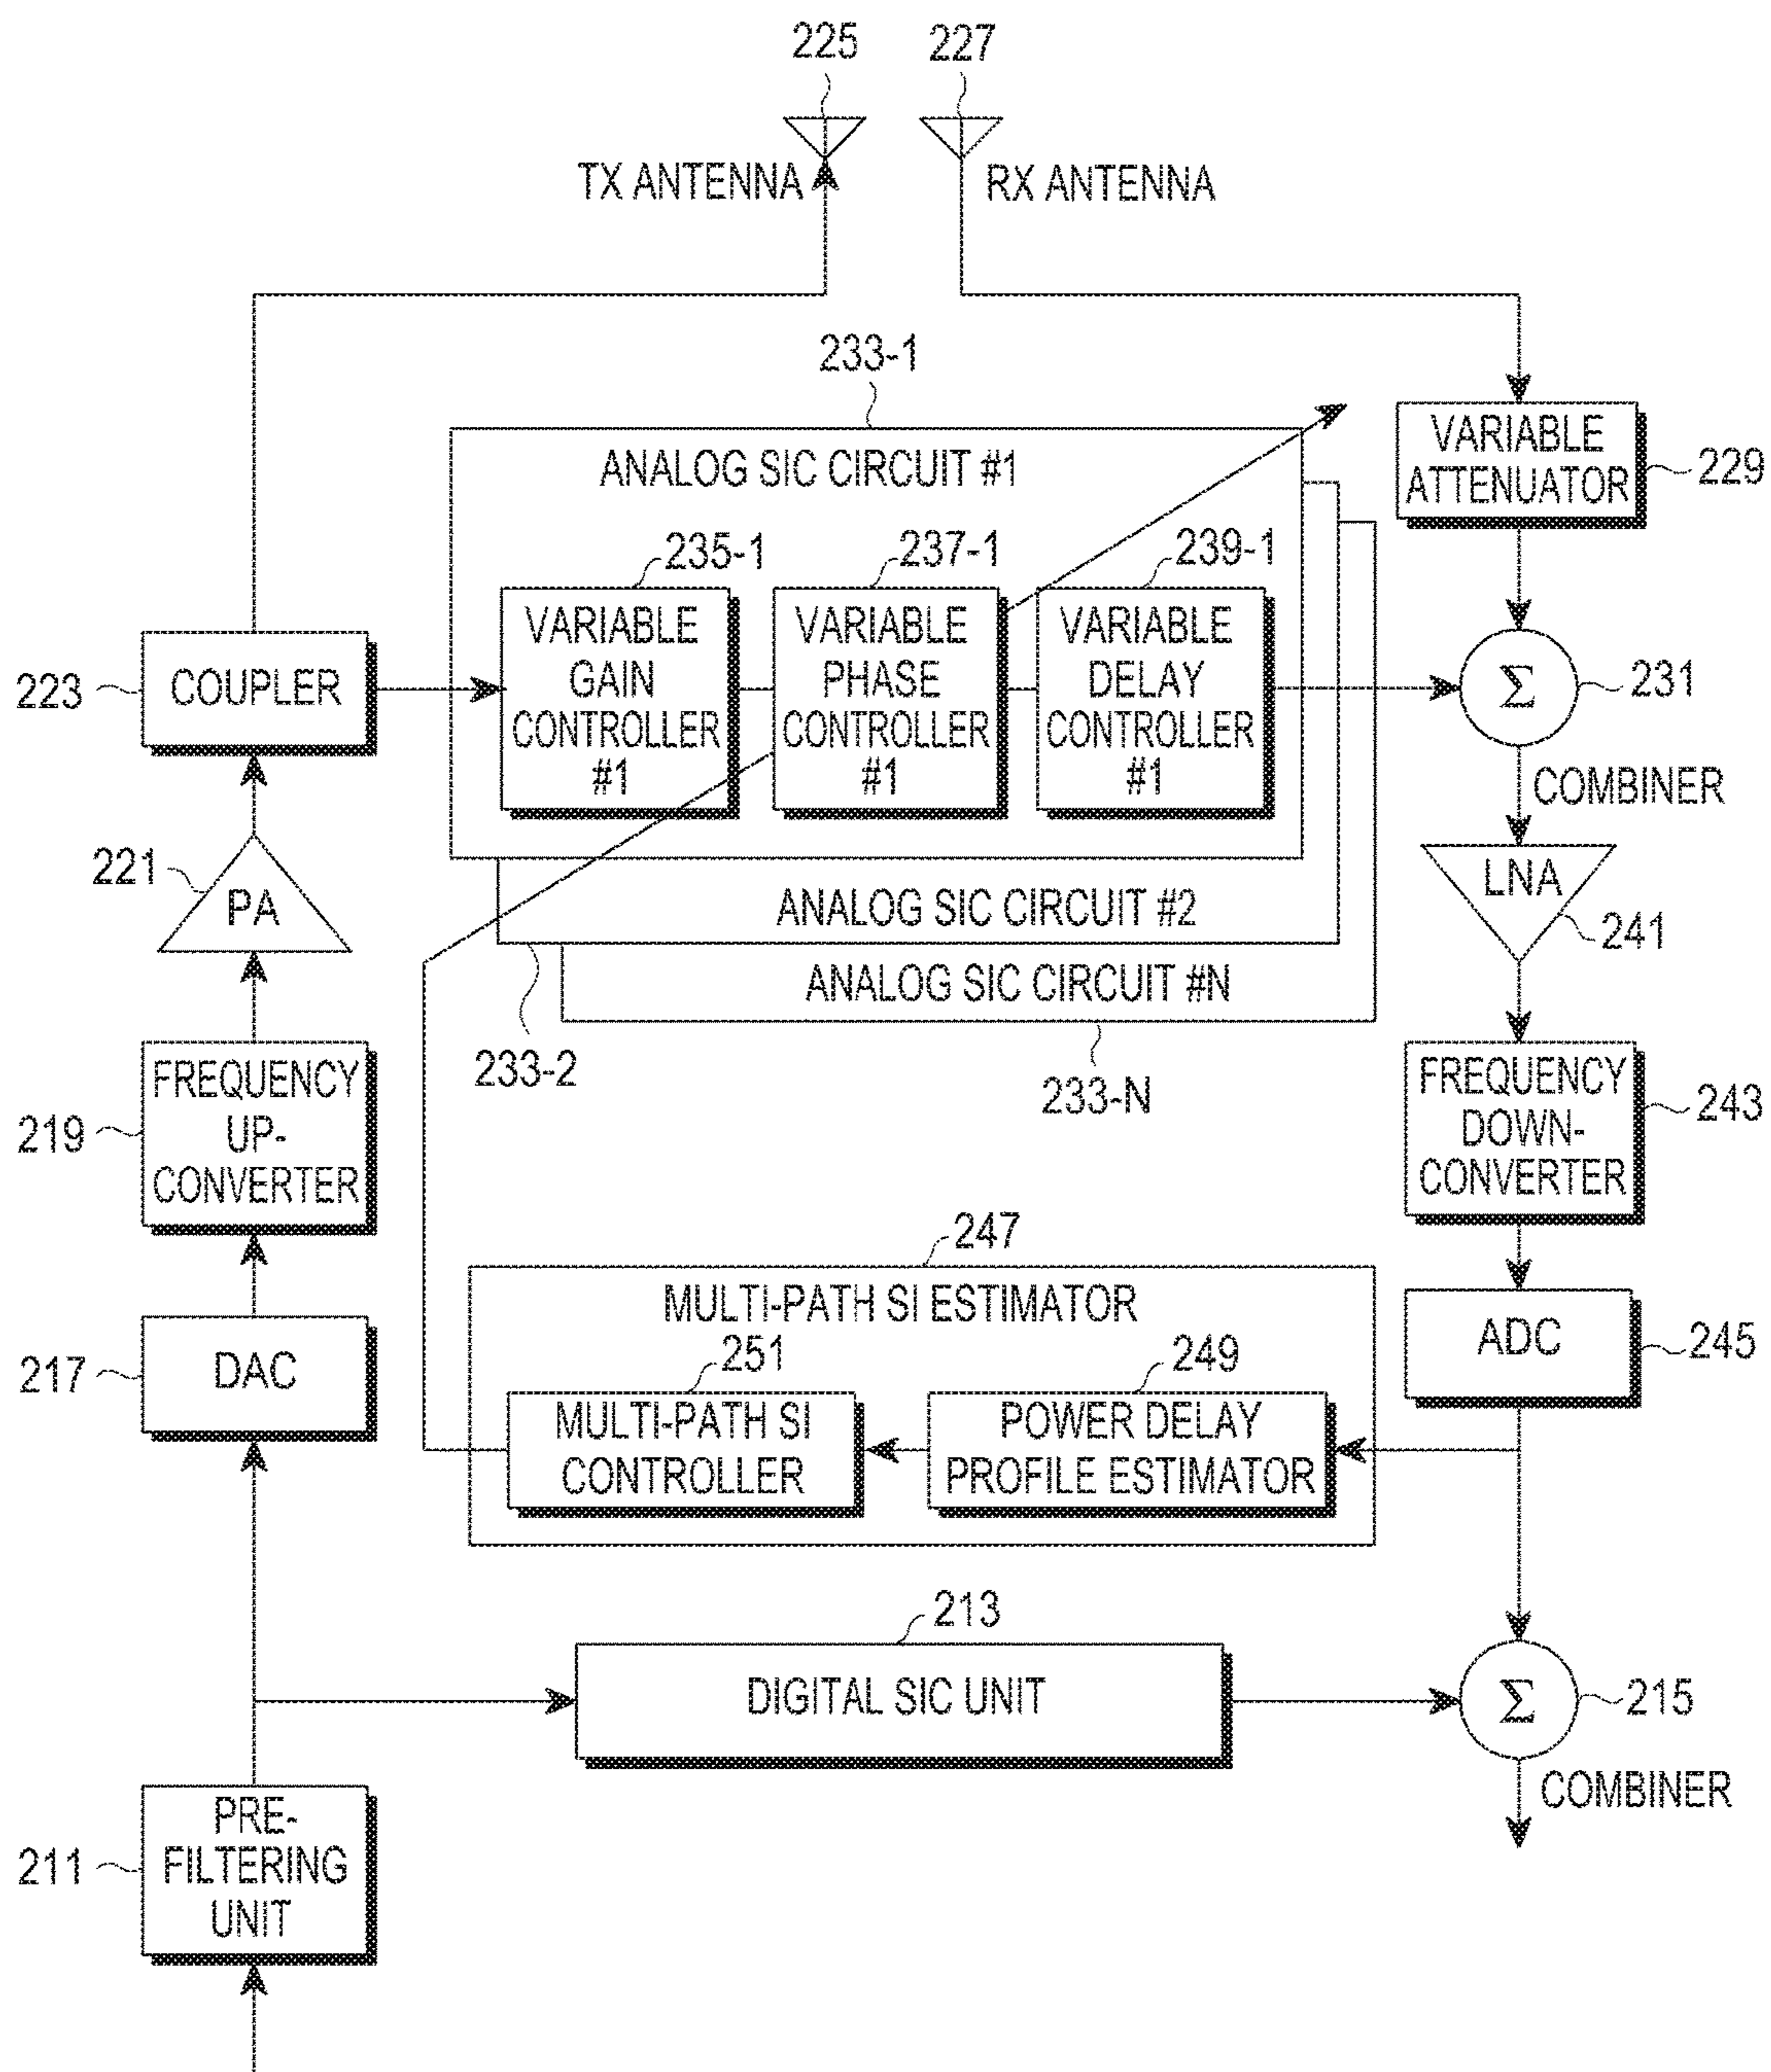 225
227
TX ANTENNA
RX ANTENNA
233-1
ANALOG SIC CIRCUIT #1
VARIABLE
ATTENUATOR
229
235-1
237-1
239-1
VARIABLE
GAIN
CONTROLLER
#1
VARIABLE
PHASE
CONTROLLER
#1
VARIABLE
DELAY
CONTROLLER
#1
223
COUPLER
Σ
231
COMBINER
221
PA
ANALOG SIC CIRCUIT #2
LNA
241
ANALOG SIC CIRCUIT #N
233-2
233-N
219
FREQUENCY
UP-
CONVERTER
FREQUENCY
DOWN-
CONVERTER
243
247
MULTI-PATH SI ESTIMATOR
217
DAC
251
249
MULTI-PATH SI
CONTROLLER
POWER DELAY
PROFILE ESTIMATOR
ADC
245
213
DIGITAL SIC UNIT
Σ
215
COMBINER
211
PRE-
FILTERING
UNIT